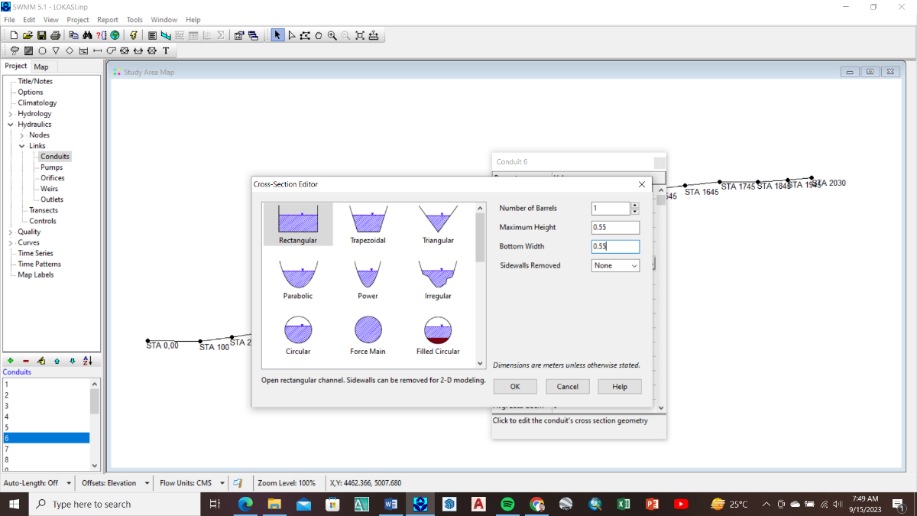 SWMM 5.1 - LOKASI.inp
File Edit View Project Report Tools Window Help
Project Map
Study Area Map
Title/Notes
Options
Climatology
Hydrology
Hydraulics
Nodes
Links
Conduits
Pumps
Orifices
Weirs
Outlets
Transects
Controls
Quality
Curves
Time Series
Time Patterns
Map Labels
Conduits
1
2
3
4
5
6
7
8
Conduit 6
STA 0,00
STA 100
STA 2
STA 1645
STA 1745
STA 1845
STA 1945
STA 2030
Cross-Section Editor
Rectangular
Trapezoidal
Triangular
Parabolic
Power
Irregular
Circular
Force Main
Filled Circular
Number of Barrels 1
Maximum Height 0.55
Bottom Width 0.55
Sidewalls Removed None
Dimensions are meters unless otherwise stated.
Open rectangular channel. Sidewalls can be removed for 2-D modeling.
OK Cancel Help
Click to edit the conduit's cross section geometry
Auto-Length: Off Offsets: Elevation Flow Units: CMS Zoom Level: 100% X,Y: 4462.366, 5007.680
Type here to search
25°C
7:49 AM
9/15/2023